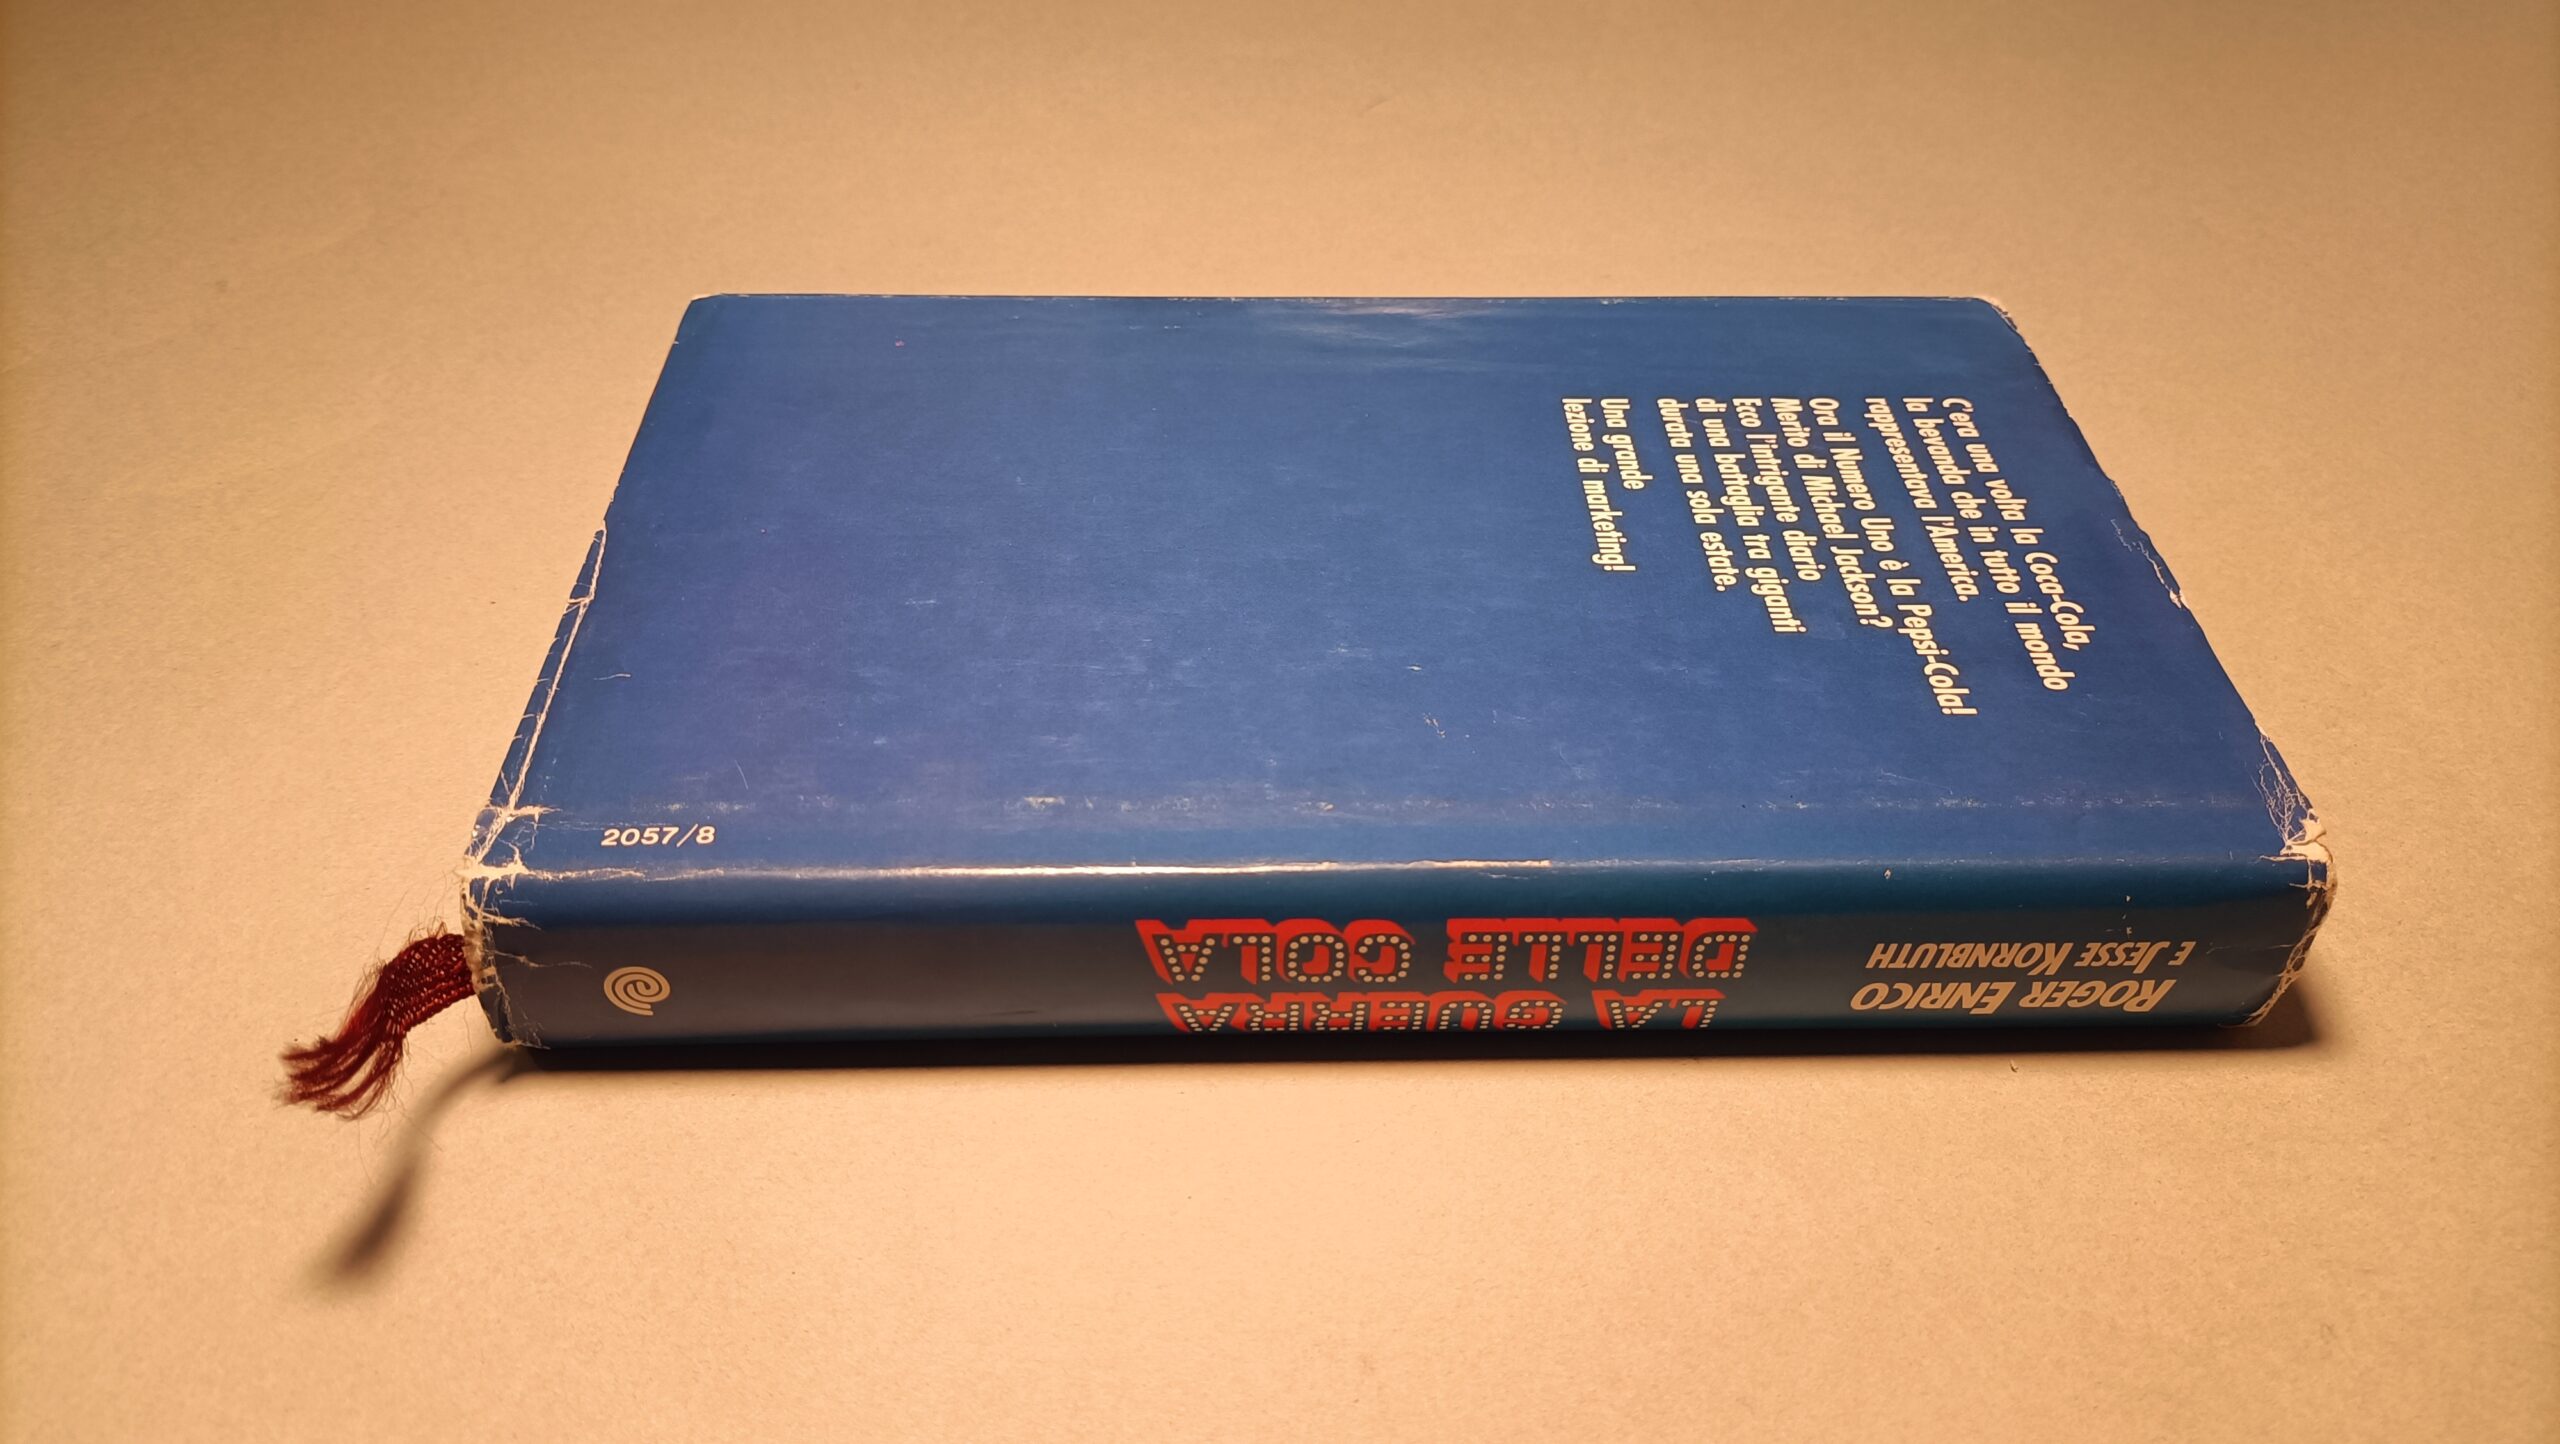 C'era una volta la Coca-Cola,
la bevanda che in tutto il mondo
rappresentava l'America.
Ora il Numero Uno è la Pepsi-Cola!
Merito di Michael Jackson?
Ecco l'intrigante diario
di una battaglia tra giganti
durata una sola estate.
Una grande
lezione di marketing!
2057/8
ROGER ENRICO
E JESSE KORNBLUTH
LA GUERRA
DELLE COLA